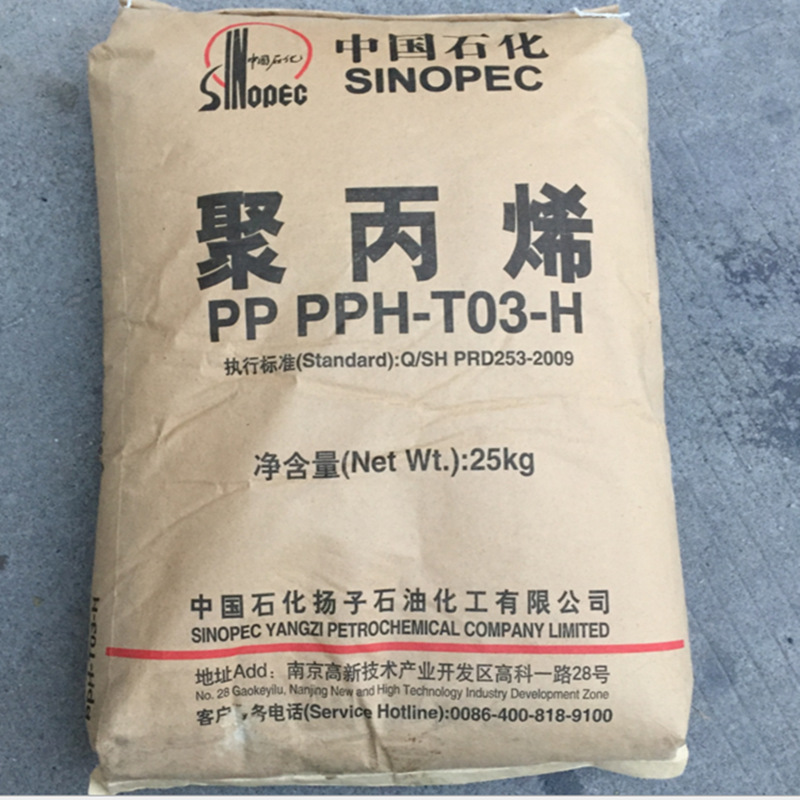 中国石化
SINOPEC
中国石化
SINOPEC
聚丙烯
PP PPH-T03-H
执行标准(Standard):Q/SH PRD253-2009
净含量(Net Wt.):25kg
中国石化扬子石油化工有限公司
SINOPEC YANGZI PETROCHEMICAL COMPANY LIMITED
地址Add：南京高新技术产业开发区高科一路28号
No. 28 Gaokeyilu, Nanjing New and High Technology Industry Development Zone
客户 务电话(Service Hotline):0086-400-818-9100
PPH-T03-H